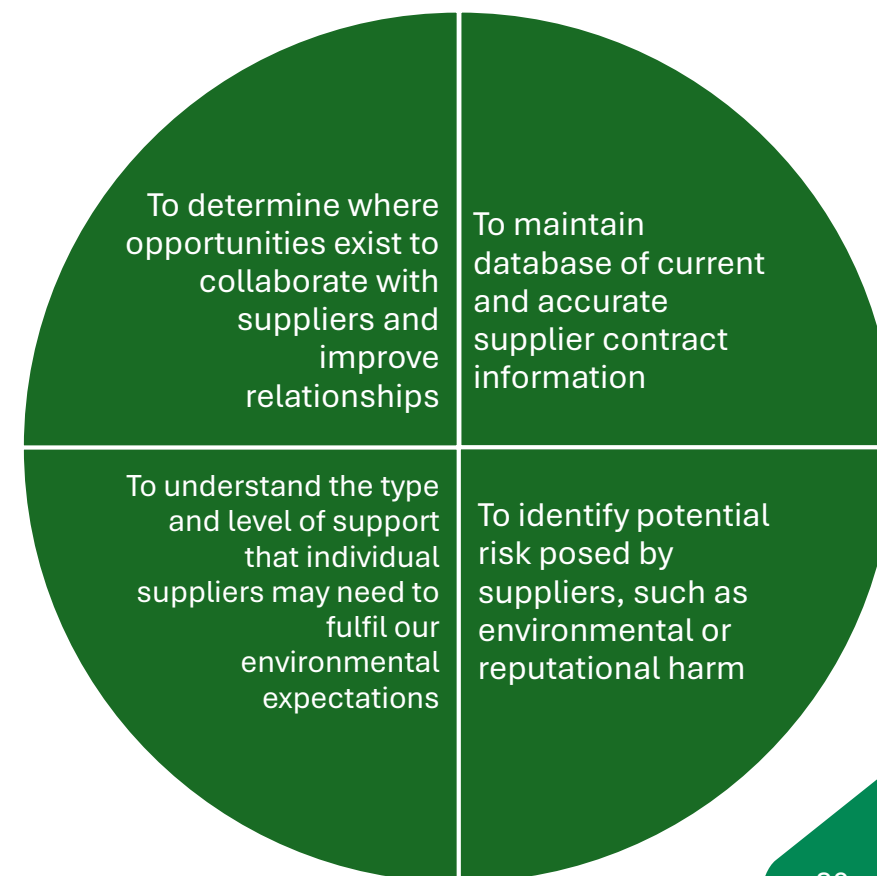 To determine where
opportunities exist to
collaborate with
suppliers and
improve
relationships
To maintain
database of current
and accurate
supplier contract
information
To understand the type
and level of support
that individual
suppliers may need to
fulfil our
environmental
expectations
To identify potential
risk posed by
suppliers, such as
environmental or
reputational harm